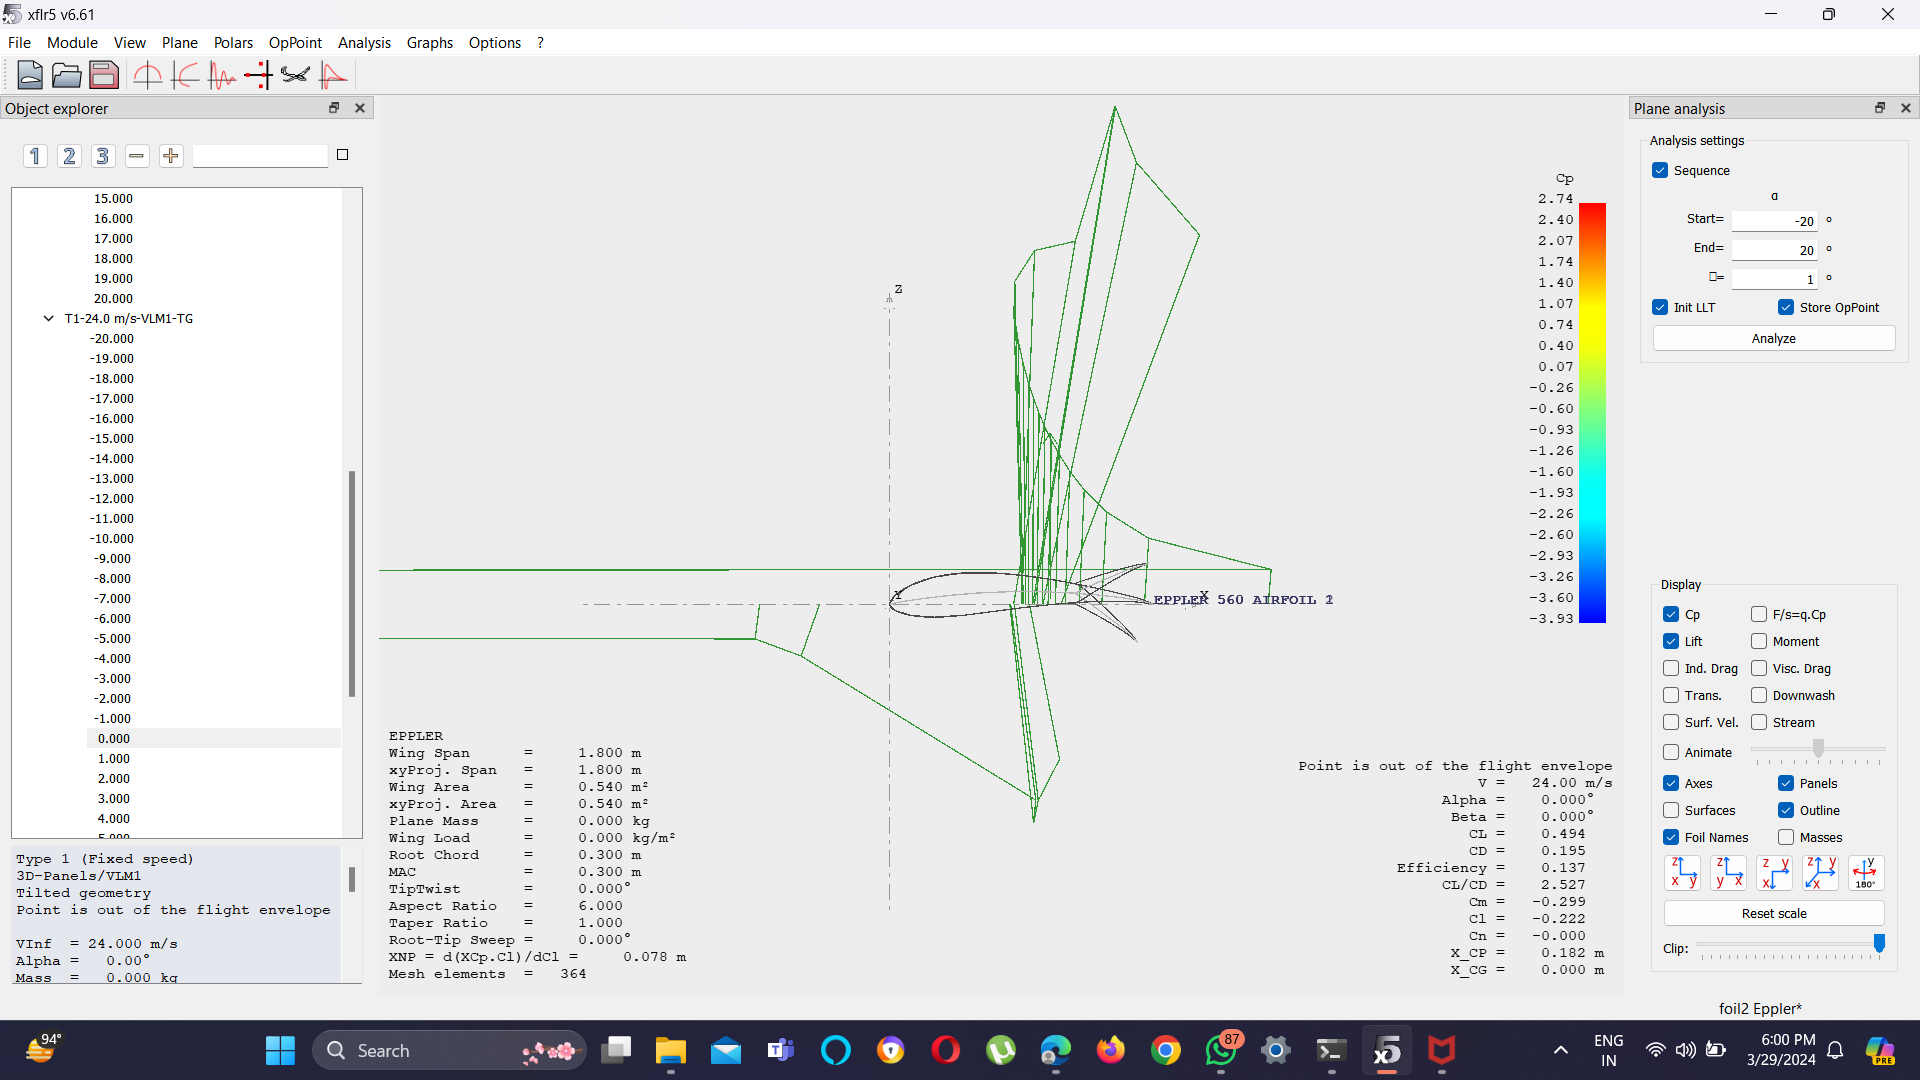 xflr5 v6.61
File Module View Plane Polars OpPoint Analysis Graphs Options ?
Object explorer
1 2 3
15.000
16.000
17.000
18.000
19.000
20.000
T1-24.0 m/s-VLM1-TG
-20.000
-19.000
-18.000
-17.000
-16.000
-15.000
-14.000
-13.000
-12.000
-11.000
-10.000
-9.000
-8.000
-7.000
-6.000
-5.000
-4.000
-3.000
-2.000
-1.000
0.000
1.000
2.000
3.000
4.000
5.000
Type 1 (Fixed speed)
3D-Panels/VLM1
Tilted geometry
Point is out of the flight envelope
VInf = 24.000 m/s
Alpha = 0.00°
Mass = 0.000 kg
Z
Y
X
EPPLER 560 AIRFOIL
EPPLER
Wing Span = 1.800 m
xyProj. Span = 1.800 m
Wing Area = 0.540 m²
xyProj. Area = 0.540 m²
Plane Mass = 0.000 kg
Wing Load = 0.000 kg/m²
Root Chord = 0.300 m
MAC = 0.300 m
TipTwist = 0.000°
Aspect Ratio = 6.000
Taper Ratio = 1.000
Root-Tip Sweep = 0.000°
XNP = d(XCp.Cl)/dCl = 0.078 m
Mesh elements = 364
Cp
2.74
2.40
2.07
1.74
1.40
1.07
0.74
0.40
0.07
-0.26
-0.60
-0.93
-1.26
-1.60
-1.93
-2.26
-2.60
-2.93
-3.26
-3.60
-3.93
Point is out of the flight envelope
V = 24.00 m/s
Alpha = 0.000°
Beta = 0.000°
CL = 0.494
CD = 0.195
Efficiency = 0.137
CL/CD = 2.527
Cm = -0.299
Cl = -0.222
Cn = -0.000
X_CP = 0.182 m
X_CG = 0.000 m
Plane analysis
Analysis settings
Sequence
α
Start= -20 °
End= 20 °
= 1 °
Init LLT Store OpPoint
Analyze
Display
Cp F/s=q.Cp
Lift Moment
Ind. Drag Visc. Drag
Trans. Downwash
Surf. Vel. Stream
Animate
Axes Panels
Surfaces Outline
Foil Names Masses
z x y
z y x
z y x
z y x
y 180°
Reset scale
Clip:
foil2 Eppler*
94°
Search
87
x5
ENG
IN
6:00 PM
3/29/2024
PRE